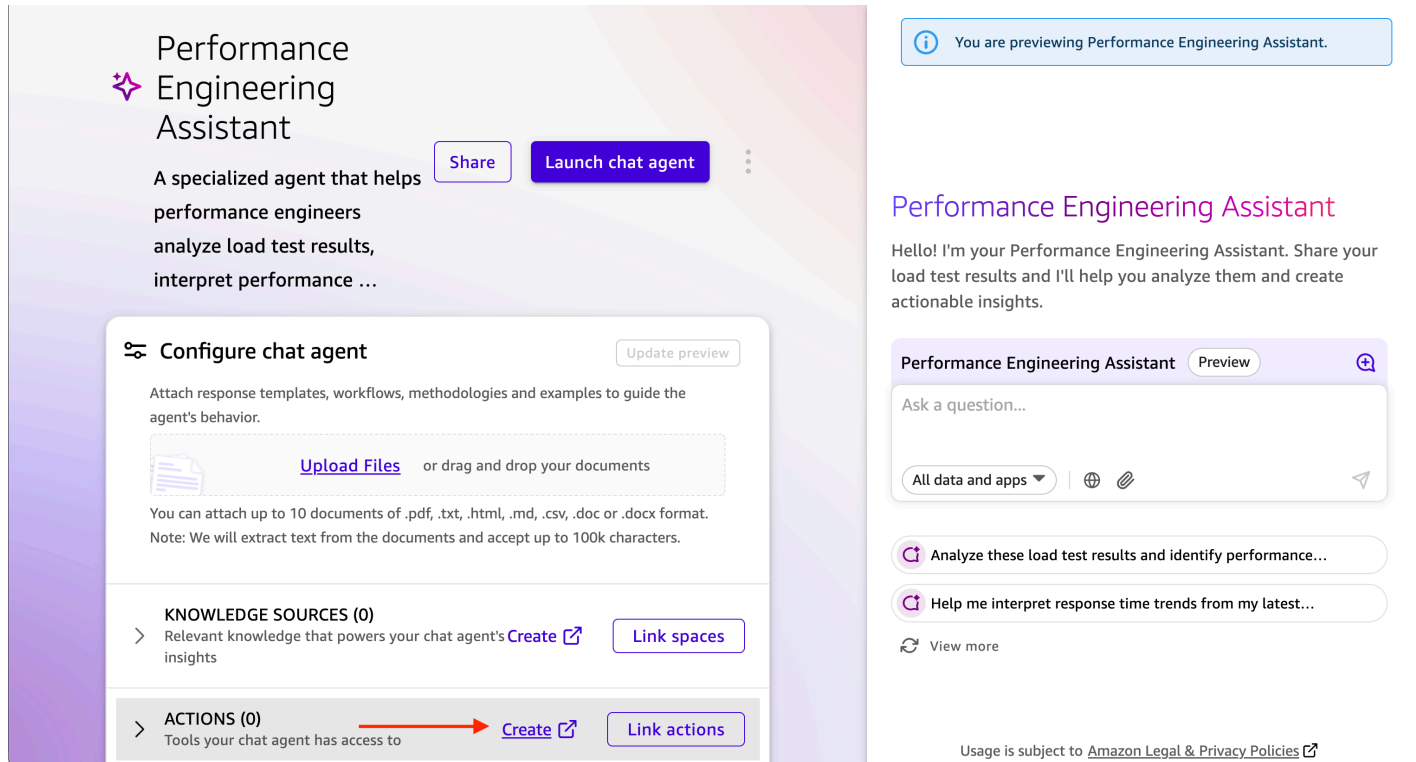 Performance
Engineering
Assistant
Share
Launch chat agent
A specialized agent that helps
performance engineers
analyze load test results,
interpret performance ...
Configure chat agent
Update preview
Attach response templates, workflows, methodologies and examples to guide the
agent's behavior.
Upload Files or drag and drop your documents
You can attach up to 10 documents of .pdf, .txt, .html, .md, .csv, .doc or .docx format.
Note: We will extract text from the documents and accept up to 100k characters.
KNOWLEDGE SOURCES (0)
Relevant knowledge that powers your chat agent's
insights
Create
Link spaces
ACTIONS (0)
Tools your chat agent has access to
Create
Link actions
You are previewing Performance Engineering Assistant.
Performance Engineering Assistant
Hello! I'm your Performance Engineering Assistant. Share your
load test results and I'll help you analyze them and create
actionable insights.
Performance Engineering Assistant Preview
Ask a question...
All data and apps
Analyze these load test results and identify performance...
Help me interpret response time trends from my latest...
View more
Usage is subject to Amazon Legal & Privacy Policies